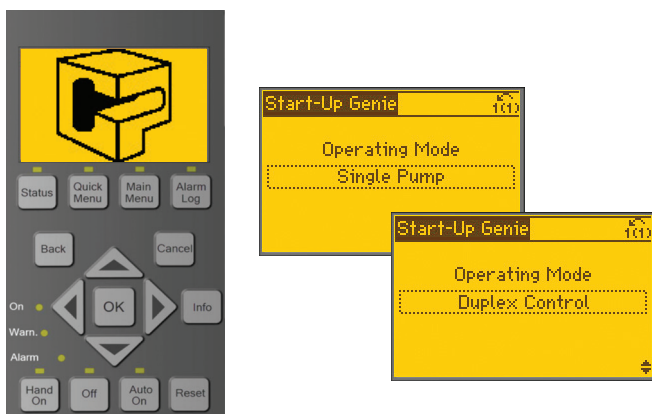 Status
Quick
Menu
Main
Menu
Alarm
Log
Back
Cancel
OK
Info
On
Warn.
Alarm
Hand
On
Off
Auto
On
Reset
Start-Up Genie
1(1)
Operating Mode
Single Pump
Start-Up Genie
1(1)
Operating Mode
Duplex Control